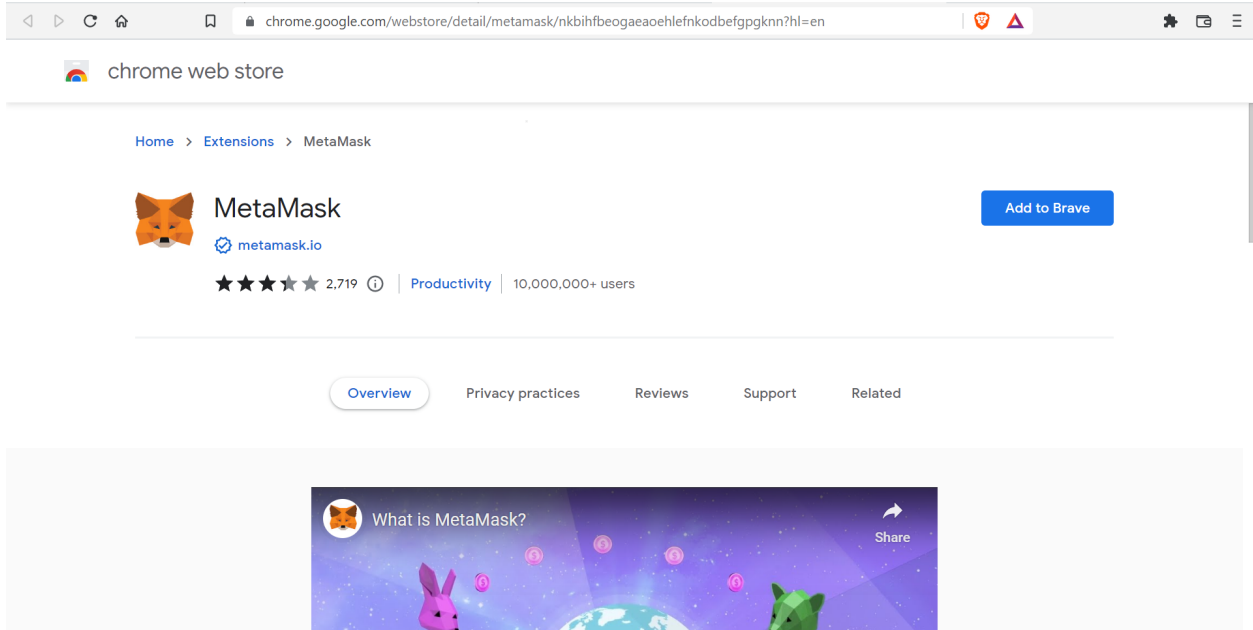 chrome.google.com/webstore/detail/metamask/nkbihfbeogaeaoehlefnkodbefgpgknn?hl=en
chrome web store
Home > Extensions > MetaMask
MetaMask
Add to Brave
metamask.io
2,719 Productivity 10,000,000+ users
Overview Privacy practices Reviews Support Related
What is MetaMask?
Share